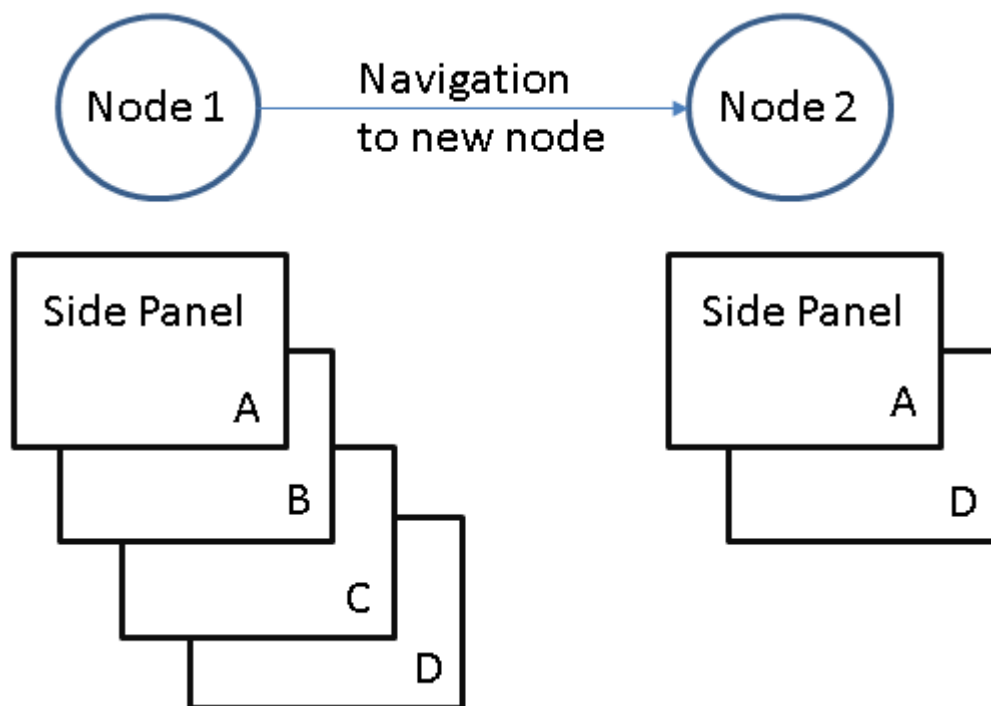 Node 1
Navigation
to new node
Node 2
Side Panel
A
B
C
D
Side Panel
A
D